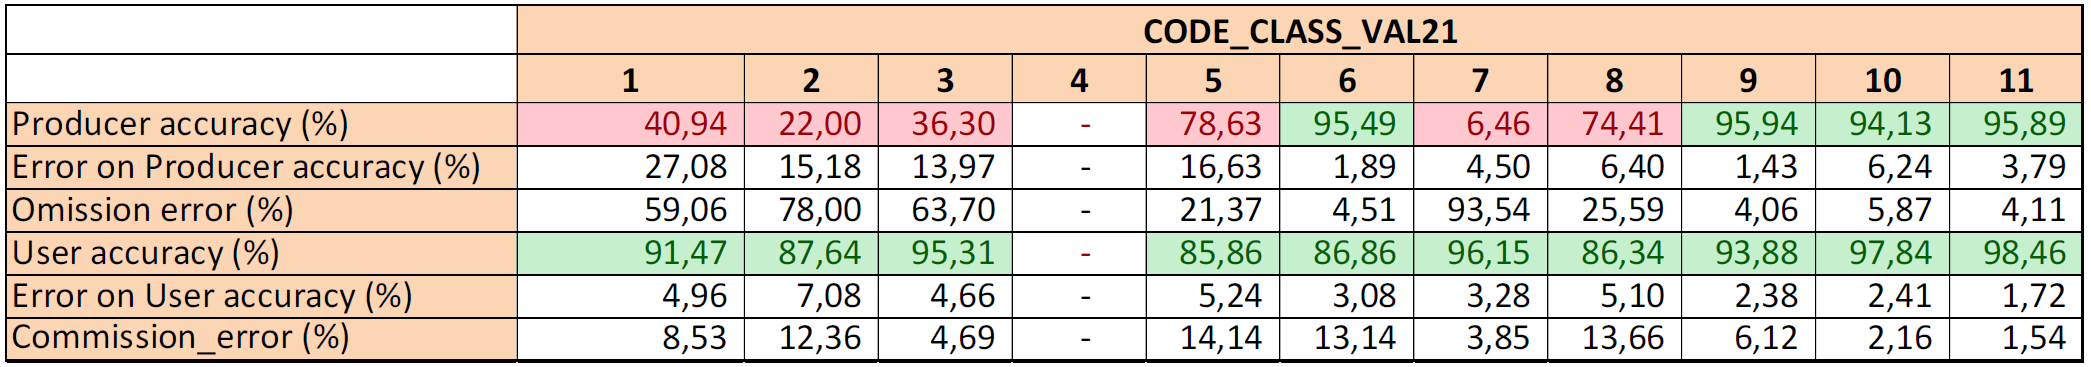 CODE_CLASS_VAL21
1 2 3 4 5 6 7 8 9 10 11
Producer accuracy (%) 40,94 22,00 36,30 - 78,63 95,49 6,46 74,41 95,94 94,13 95,89
Error on Producer accuracy (%) 27,08 15,18 13,97 - 16,63 1,89 4,50 6,40 1,43 6,24 3,79
Omission error (%) 59,06 78,00 63,70 - 21,37 4,51 93,54 25,59 4,06 5,87 4,11
User accuracy (%) 91,47 87,64 95,31 - 85,86 86,86 96,15 86,34 93,88 97,84 98,46
Error on User accuracy (%) 4,96 7,08 4,66 - 5,24 3,08 3,28 5,10 2,38 2,41 1,72
Commission_error (%) 8,53 12,36 4,69 - 14,14 13,14 3,85 13,66 6,12 2,16 1,54